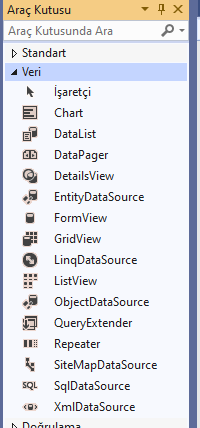 Araç Kutusu
Araç Kutusunda Ara
Standart
Veri
İşaretçi
Chart
DataList
DataPager
DetailsView
EntityDataSource
FormView
GridView
LinqDataSource
ListView
ObjectDataSource
QueryExtender
Repeater
SiteMapDataSource
SQL SqlDataSource
XmlDataSource
Doğrulama